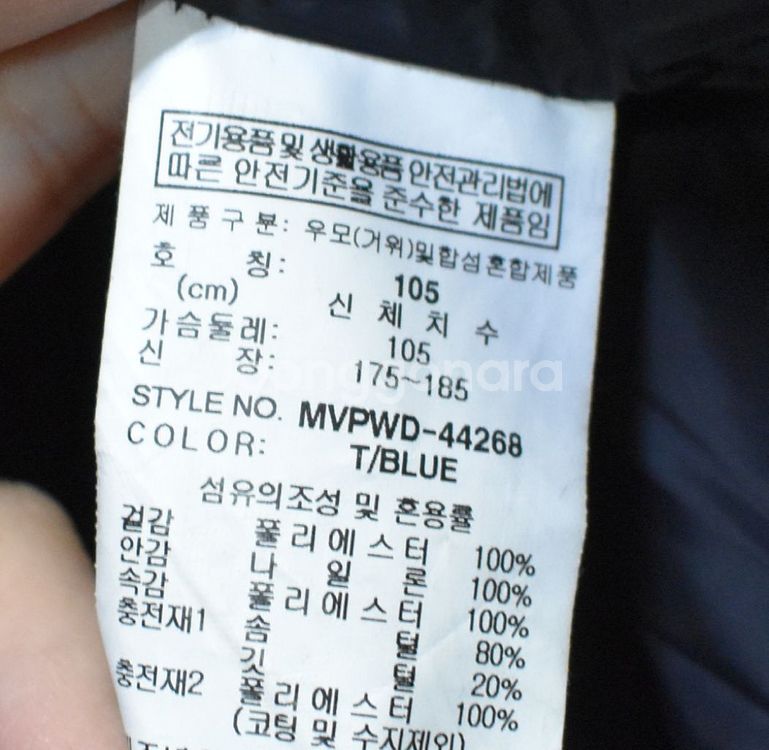 전기용품 및 생활용품 안전관리법에
따른 안전기준을 준수한 제품임
제 품 구 분: 우모(거위)및합섬혼합제품
호 칭: 105
(cm) 신 체 치 수
가슴둘레: 105
신 장: 175~185
STYLE NO. MVPWD-44268
COLOR: T/BLUE
섬유의조성 및 혼용률
겉감 폴리에스터 100%
안감 나 일 론 100%
속감 폴리에스터 100%
충전재1 솜 털 80%
깃 털 20%
충전재2 폴리에스터 100%
(코팅 및 수지제외)